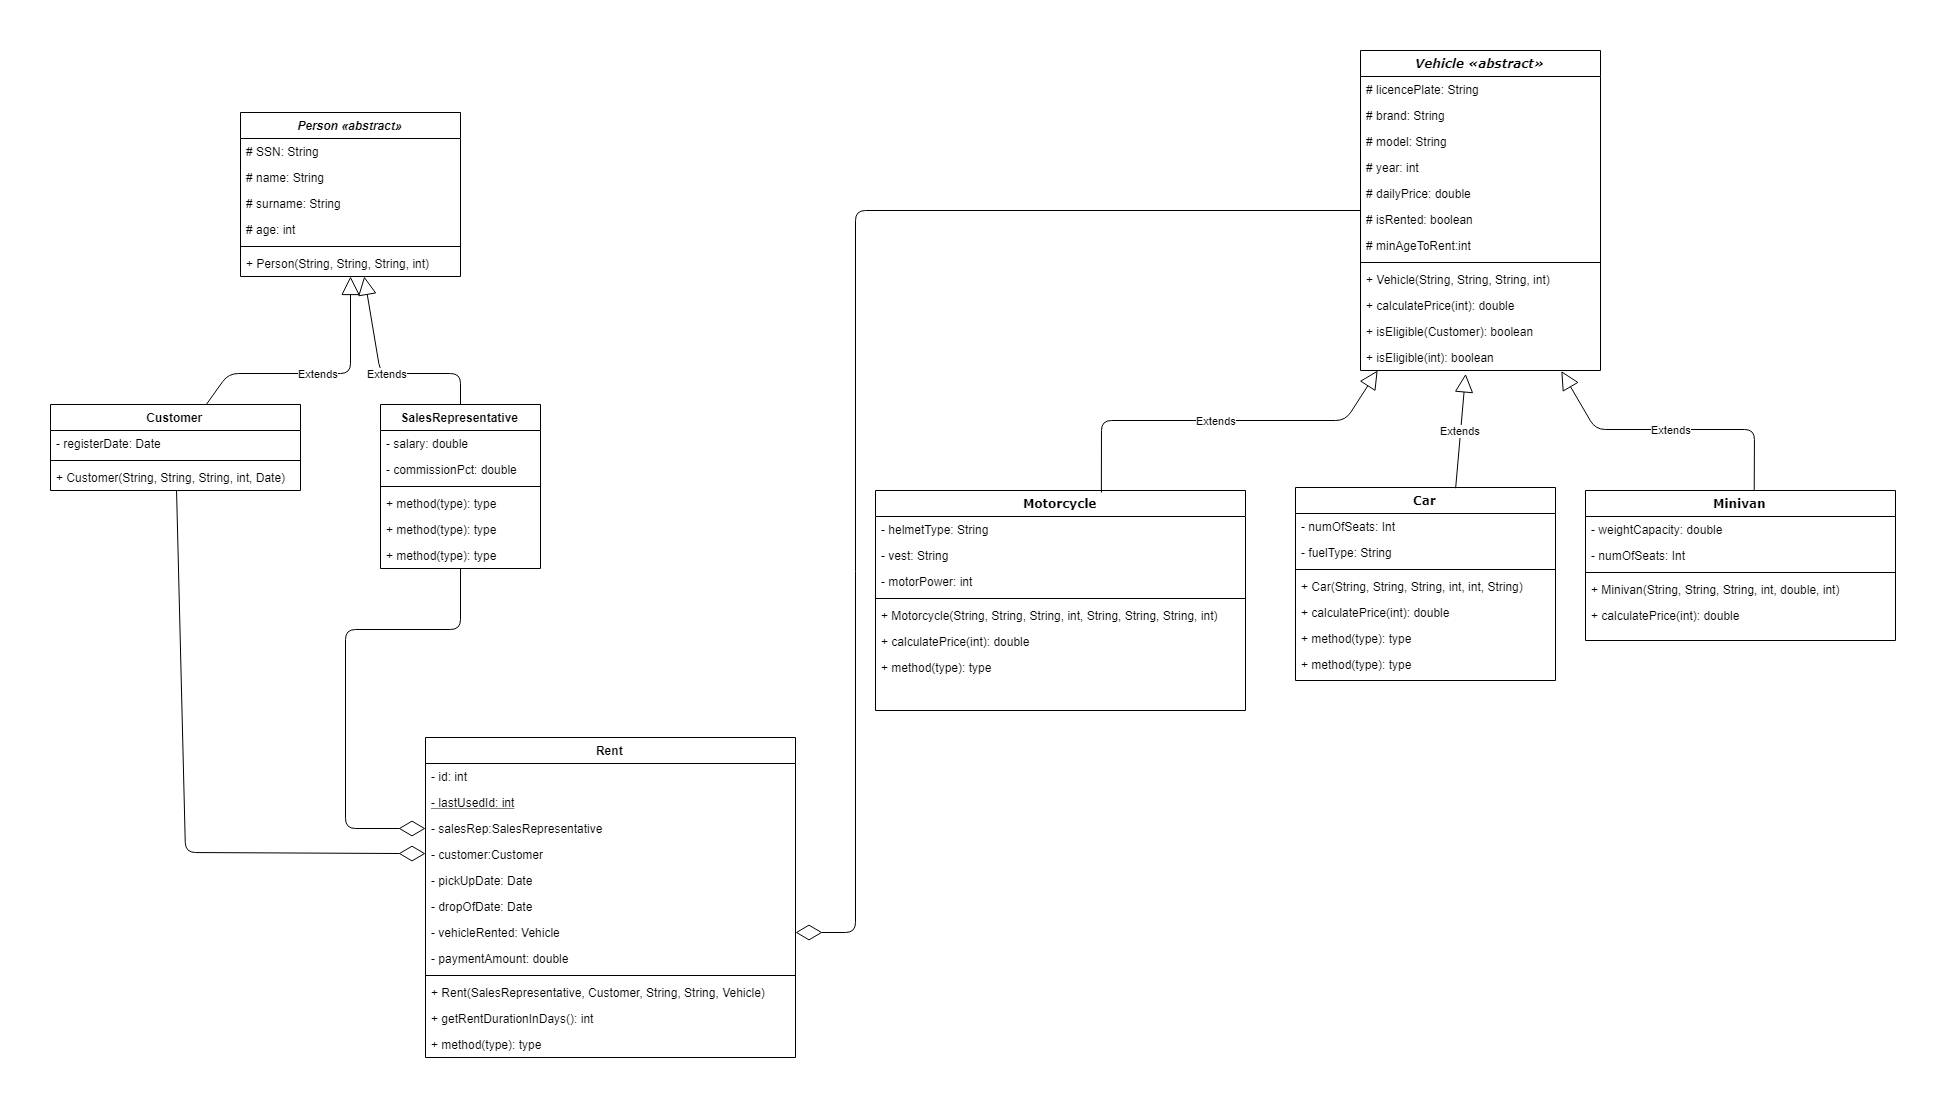 Vehicle «abstract»
# licencePlate: String
# brand: String
# model: String
# year: int
# dailyPrice: double
# isRented: boolean
# minAgeToRent:int
+ Vehicle(String, String, String, int)
+ calculatePrice(int): double
+ isEligible(Customer): boolean
+ isEligible(int): boolean
Person «abstract»
# SSN: String
# name: String
# surname: String
# age: int
+ Person(String, String, String, int)
Extends
Extends
Customer
- registerDate: Date
+ Customer(String, String, String, int, Date)
SalesRepresentative
- salary: double
- commissionPct: double
+ method(type): type
+ method(type): type
+ method(type): type
Extends
Extends
Extends
Motorcycle
- helmetType: String
- vest: String
- motorPower: int
+ Motorcycle(String, String, String, int, String, String, String, int)
+ calculatePrice(int): double
+ method(type): type
Car
- numOfSeats: Int
- fuelType: String
+ Car(String, String, String, int, int, String)
+ calculatePrice(int): double
+ method(type): type
+ method(type): type
Minivan
- weightCapacity: double
- numOfSeats: Int
+ Minivan(String, String, String, int, double, int)
+ calculatePrice(int): double
Rent
- id: int
- lastUsedId: int
- salesRep:SalesRepresentative
- customer:Customer
- pickUpDate: Date
- dropOfDate: Date
- vehicleRented: Vehicle
- paymentAmount: double
+ Rent(SalesRepresentative, Customer, String, String, Vehicle)
+ getRentDurationInDays(): int
+ method(type): type